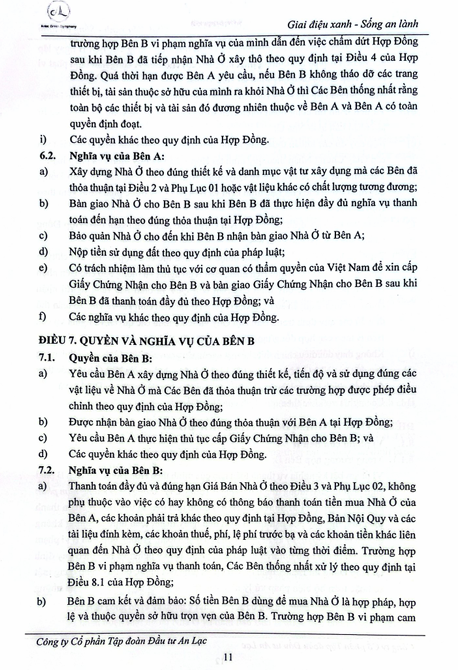 Giai điệu xanh - Sống an lành
trường hợp Bên B vi phạm nghĩa vụ của mình dẫn đến việc chấm dứt Hợp Đồng
sau khi Bên B đã tiếp nhận Nhà Ở xây thô theo quy định tại Điều 4 của Hợp
Đồng. Quá thời hạn được Bên A yêu cầu, nếu Bên B không tháo dỡ các trang
thiết bị, tài sản thuộc sở hữu của mình ra khỏi Nhà Ở thì Các Bên thống nhất rằng
toàn bộ các thiết bị và tài sản đó đương nhiên thuộc về Bên A và Bên A có toàn
quyền định đoạt.
i) Các quyền khác theo quy định của Hợp Đồng.
6.2. Nghĩa vụ của Bên A:
a) Xây dựng Nhà Ở theo đúng thiết kế và danh mục vật tư xây dựng mà các Bên đã
thỏa thuận tại Điều 2 và Phụ Lục 01 hoặc vật liệu khác có chất lượng tương đương;
b) Bàn giao Nhà Ở cho Bên B sau khi Bên B đã thực hiện đầy đủ nghĩa vụ thanh
toán đến hạn theo đúng thỏa thuận tại Hợp Đồng;
c) Bảo quản Nhà Ở cho đến khi Bên B nhận bàn giao Nhà Ở từ Bên A;
d) Nộp tiền sử dụng đất theo quy định của pháp luật;
e) Có trách nhiệm làm thủ tục với cơ quan có thẩm quyền của Việt Nam để xin cấp
Giấy Chứng Nhận cho Bên B và bàn giao Giấy Chứng Nhận cho Bên B sau khi
Bên B đã thanh toán đầy đủ theo Hợp Đồng; và
f) Các nghĩa vụ khác theo quy định của Hợp Đồng.
ĐIỀU 7. QUYỀN VÀ NGHĨA VỤ CỦA BÊN B
7.1. Quyền của Bên B:
a) Yêu cầu Bên A xây dựng Nhà Ở theo đúng thiết kế, tiến độ và sử dụng đúng các
vật liệu về Nhà Ở mà Các Bên đã thỏa thuận trừ các trường hợp được phép điều
chỉnh theo quy định của Hợp Đồng;
b) Được nhận bàn giao Nhà Ở theo đúng thỏa thuận với Bên A tại Hợp Đồng;
c) Yêu cầu Bên A thực hiện thủ tục cấp Giấy Chứng Nhận cho Bên B; và
d) Các quyền khác theo quy định của Hợp Đồng.
7.2. Nghĩa vụ của Bên B:
a) Thanh toán đầy đủ và đúng hạn Giá Bán Nhà Ở theo Điều 3 và Phụ Lục 02, không
phụ thuộc vào việc có hay không có thông báo thanh toán tiền mua Nhà Ở của
Bên A, các khoản phải trả khác theo quy định tại Hợp Đồng, Bản Nội Quy và các
tài liệu đính kèm, các khoản thuế, phí, lệ phí trước bạ và các khoản tiền khác liên
quan đến Nhà Ở theo quy định của pháp luật vào từng thời điểm. Trường hợp
Bên B vi phạm nghĩa vụ thanh toán, Các Bên thống nhất xử lý theo quy định tại
Điều 8.1 của Hợp Đồng;
b) Bên B cam kết và đảm bảo: Số tiền Bên B dùng để mua Nhà Ở là hợp pháp, hợp
lệ và thuộc quyền sở hữu trọn vẹn của Bên B. Trường hợp Bên B vi phạm cam
Công ty Cổ phần Tập đoàn Đầu tư An Lạc
11